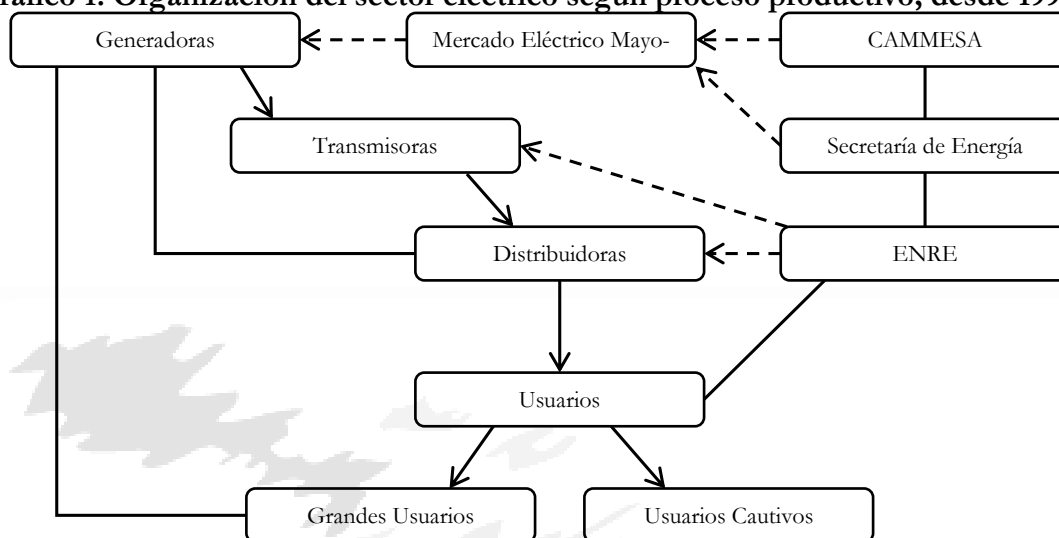 Gráfico 1. Organización del sector eléctrico según proceso productivo, desde 199
Generadoras
Mercado Eléctrico Mayo-
CAMMESA
Transmisoras
Secretaría de Energía
Distribuidoras
ENRE
Usuarios
Grandes Usuarios
Usuarios Cautivos